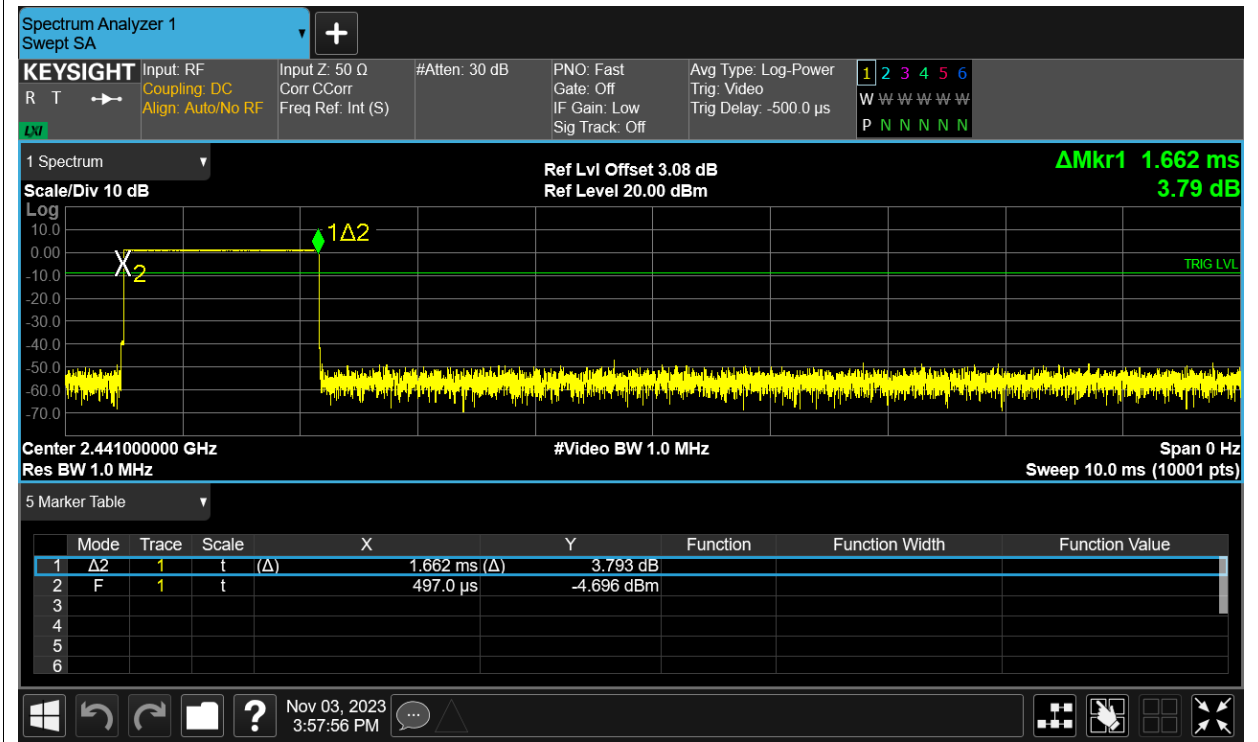 Spectrum Analyzer 1
Swept SA
KEYSIGHT
R T
LXI
Input: RF
Coupling: DC
Align: Auto/No RF
Input Z: 50 Ω
Corr CCorr
Freq Ref: Int (S)
#Atten: 30 dB
PNO: Fast
Gate: Off
IF Gain: Low
Sig Track: Off
Avg Type: Log-Power
Trig: Video
Trig Delay: -500.0 µs
1 2 3 4 5 6
W W W W W W
P N N N N N
1 Spectrum
Scale/Div 10 dB
Ref Lvl Offset 3.08 dB
Ref Level 20.00 dBm
ΔMkr1 1.662 ms
3.79 dB
Log
10.0
0.00
-10.0
-20.0
-30.0
-40.0
-50.0
-60.0
-70.0
1Δ2
X2
TRIG LVL
Center 2.441000000 GHz #Video BW 1.0 MHz Span 0 Hz
Res BW 1.0 MHz Sweep 10.0 ms (10001 pts)
5 Marker Table
Mode Trace Scale X Y Function Function Width Function Value
1 Δ2 1 t (Δ) 1.662 ms (Δ) 3.793 dB
2 F 1 t 497.0 µs -4.696 dBm
3
4
5
6
?
Nov 03, 2023
3:57:56 PM